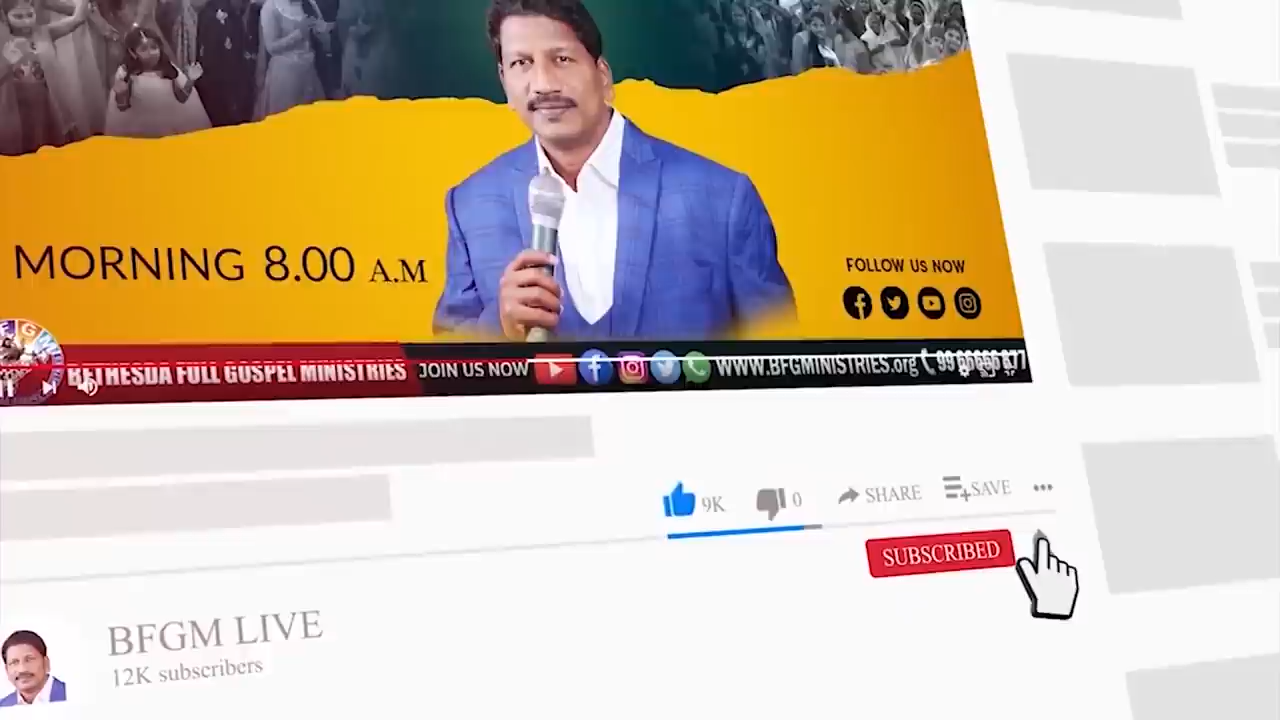 MORNING 8.00 A.M
FOLLOW US NOW
BETHESDA FULL GOSPEL MINISTRIES JOIN US NOW WWW.BFGMINISTRIES.org
9K 0 SHARE SAVE
SUBSCRIBED
BFGM LIVE
12K subscribers